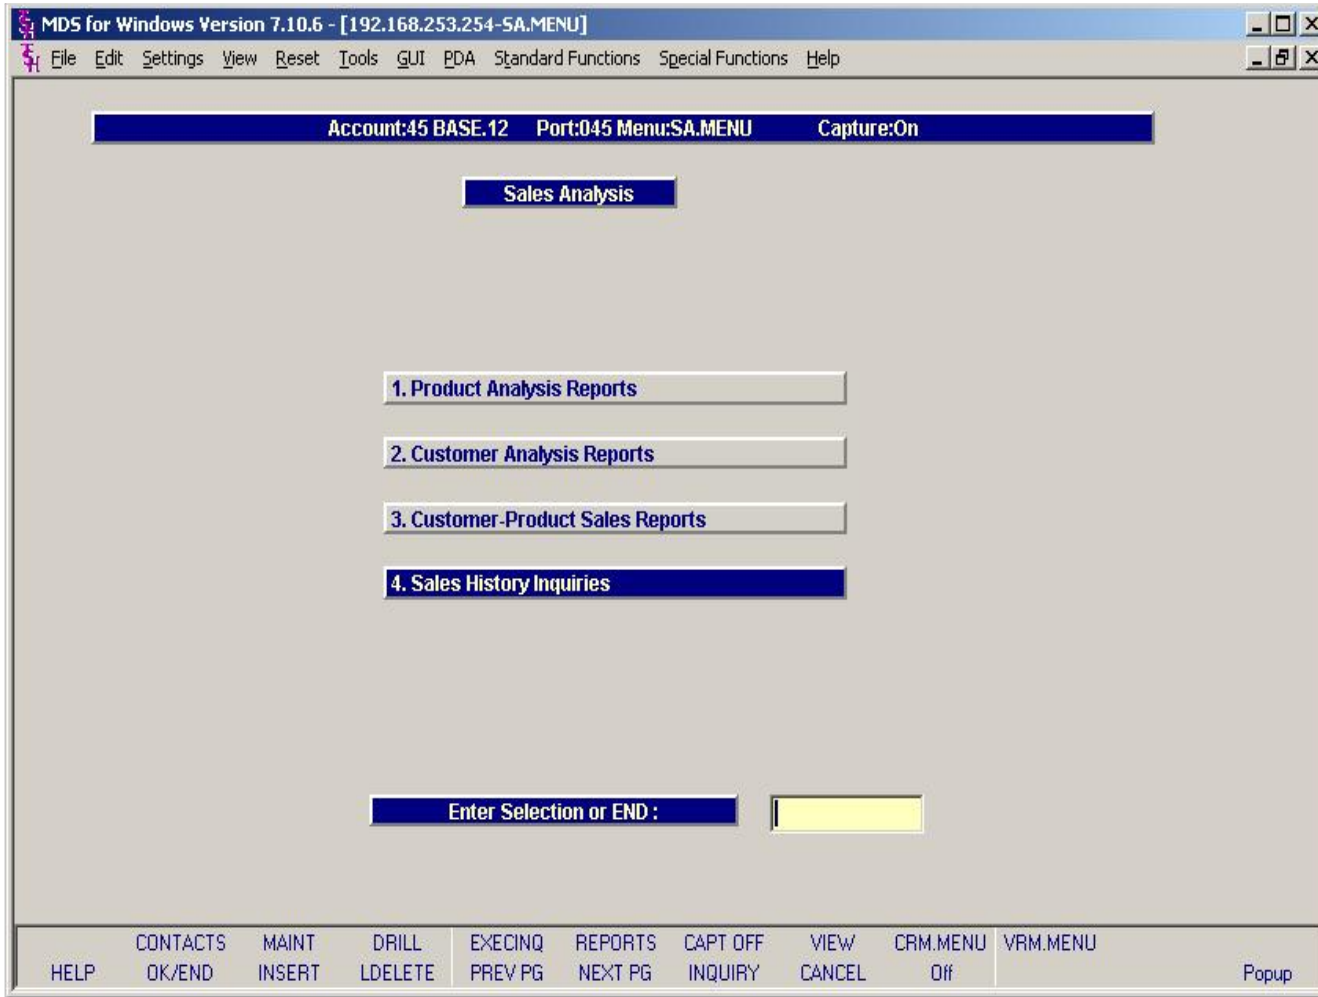 MDS for Windows Version 7.10.6 - [192.168.253.254-SA.MENU]
File Edit Settings View Reset Tools GUI PDA Standard Functions Special Functions Help
Account:45 BASE.12 Port:045 Menu:SA.MENU Capture:On
Sales Analysis
1. Product Analysis Reports
2. Customer Analysis Reports
3. Customer-Product Sales Reports
4. Sales History Inquiries
Enter Selection or END :
CONTACTS MAINT DRILL EXECINQ REPORTS CAPT OFF VIEW CRM.MENU VRM.MENU
HELP OK/END INSERT LDELETE PREV PG NEXT PG INQUIRY CANCEL Off Popup